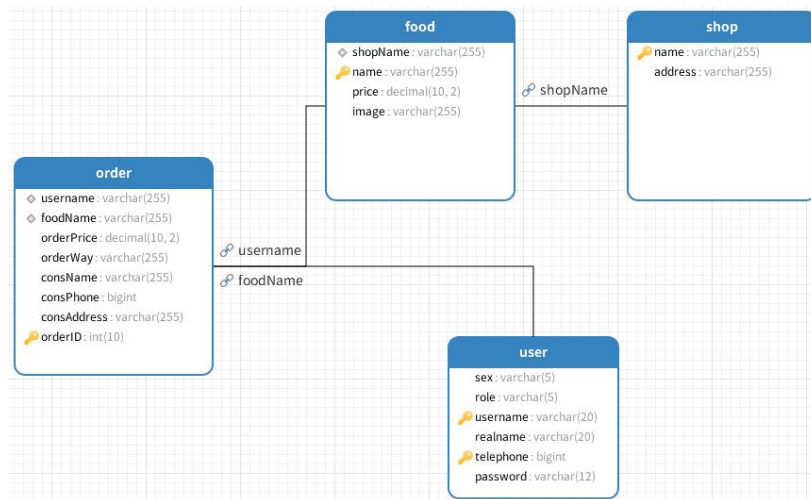 food
shopName : varchar(255)
name : varchar(255)
price : decimal(10, 2)
image : varchar(255)
shop
name : varchar(255)
address : varchar(255)
shopName
order
username : varchar(255)
foodName : varchar(255)
orderPrice : decimal(10, 2)
orderWay : varchar(255)
consName : varchar(255)
consPhone : bigint
consAddress : varchar(255)
orderID : int(10)
username
foodName
user
sex : varchar(5)
role : varchar(5)
username : varchar(20)
realname : varchar(20)
telephone : bigint
password : varchar(12)